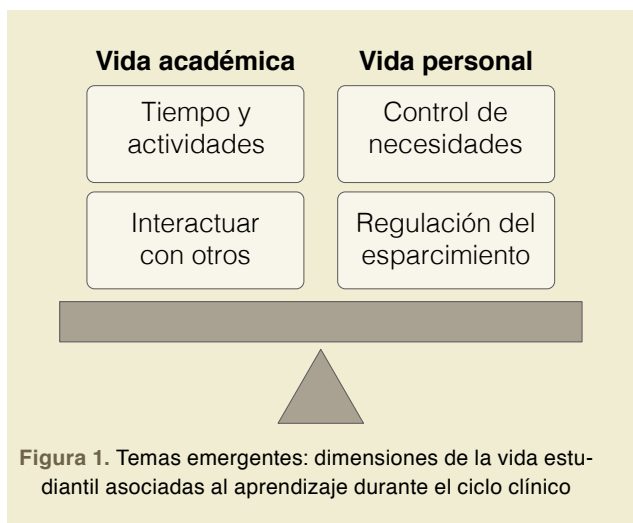 Vida académica
Vida personal
Tiempo y
actividades
Control de
necesidades
Interactuar
con otros
Regulación del
esparcimiento
Figura 1. Temas emergentes: dimensiones de la vida estu-
diantil asociadas al aprendizaje durante el ciclo clínico